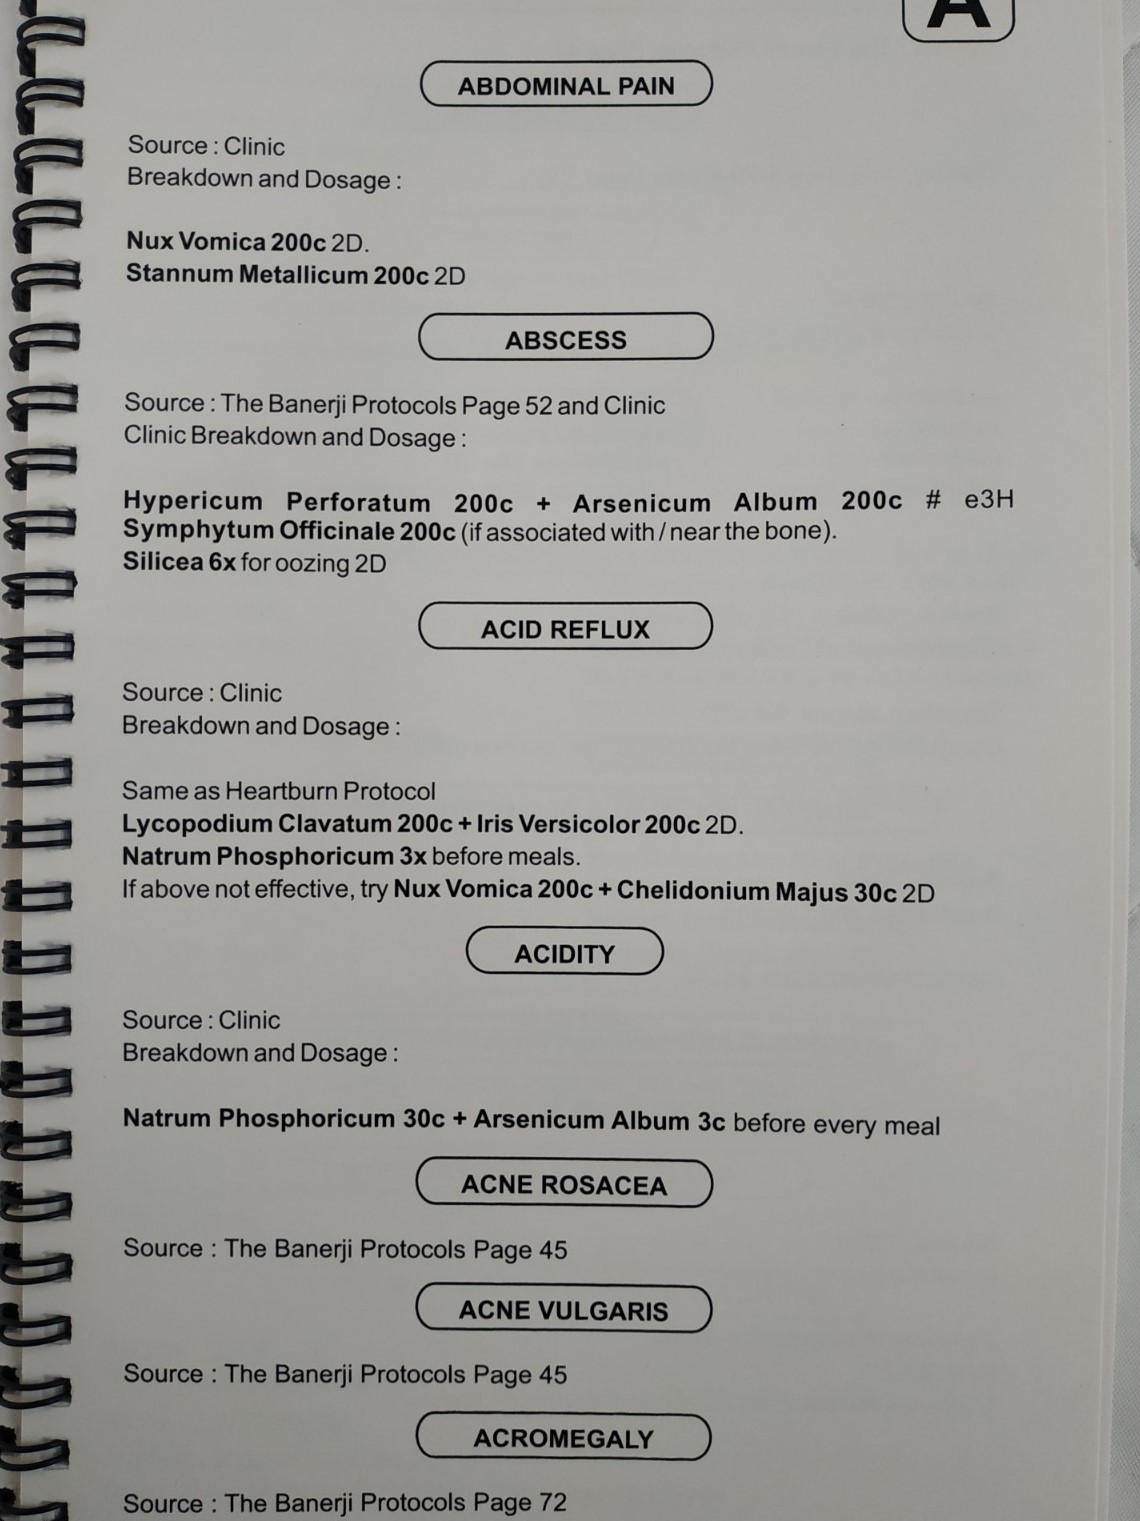 A
ABDOMINAL PAIN
Source : Clinic
Breakdown and Dosage :
Nux Vomica 200c 2D.
Stannum Metallicum 200c 2D
ABSCESS
Source : The Banerji Protocols Page 52 and Clinic
Clinic Breakdown and Dosage :
Hypericum Perforatum 200c + Arsenicum Album 200c # e3H
Symphytum Officinale 200c (if associated with / near the bone).
Silicea 6x for oozing 2D
ACID REFLUX
Source : Clinic
Breakdown and Dosage :
Same as Heartburn Protocol
Lycopodium Clavatum 200c + Iris Versicolor 200c 2D.
Natrum Phosphoricum 3x before meals.
If above not effective, try Nux Vomica 200c + Chelidonium Majus 30c 2D
ACIDITY
Source : Clinic
Breakdown and Dosage :
Natrum Phosphoricum 30c + Arsenicum Album 3c before every meal
ACNE ROSACEA
Source : The Banerji Protocols Page 45
ACNE VULGARIS
Source : The Banerji Protocols Page 45
ACROMEGALY
Source : The Banerji Protocols Page 72